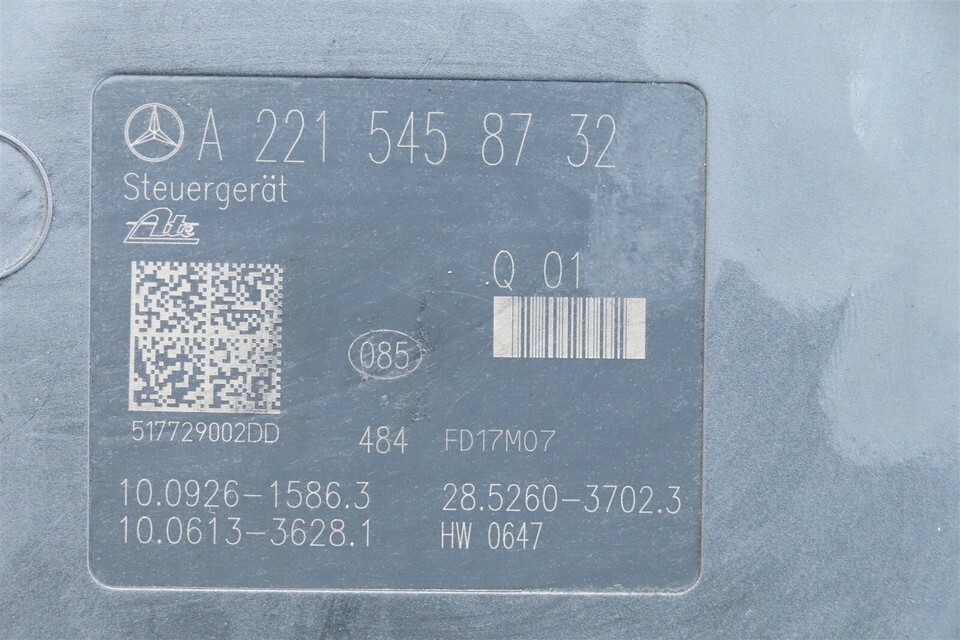 A 221 545 87 32
Steuergerät
Ate
Q 01
085
517729002DD
484 FD17M07
10.0926-1586.3 28.5260-3702.3
10.0613-3628.1 HW 0647